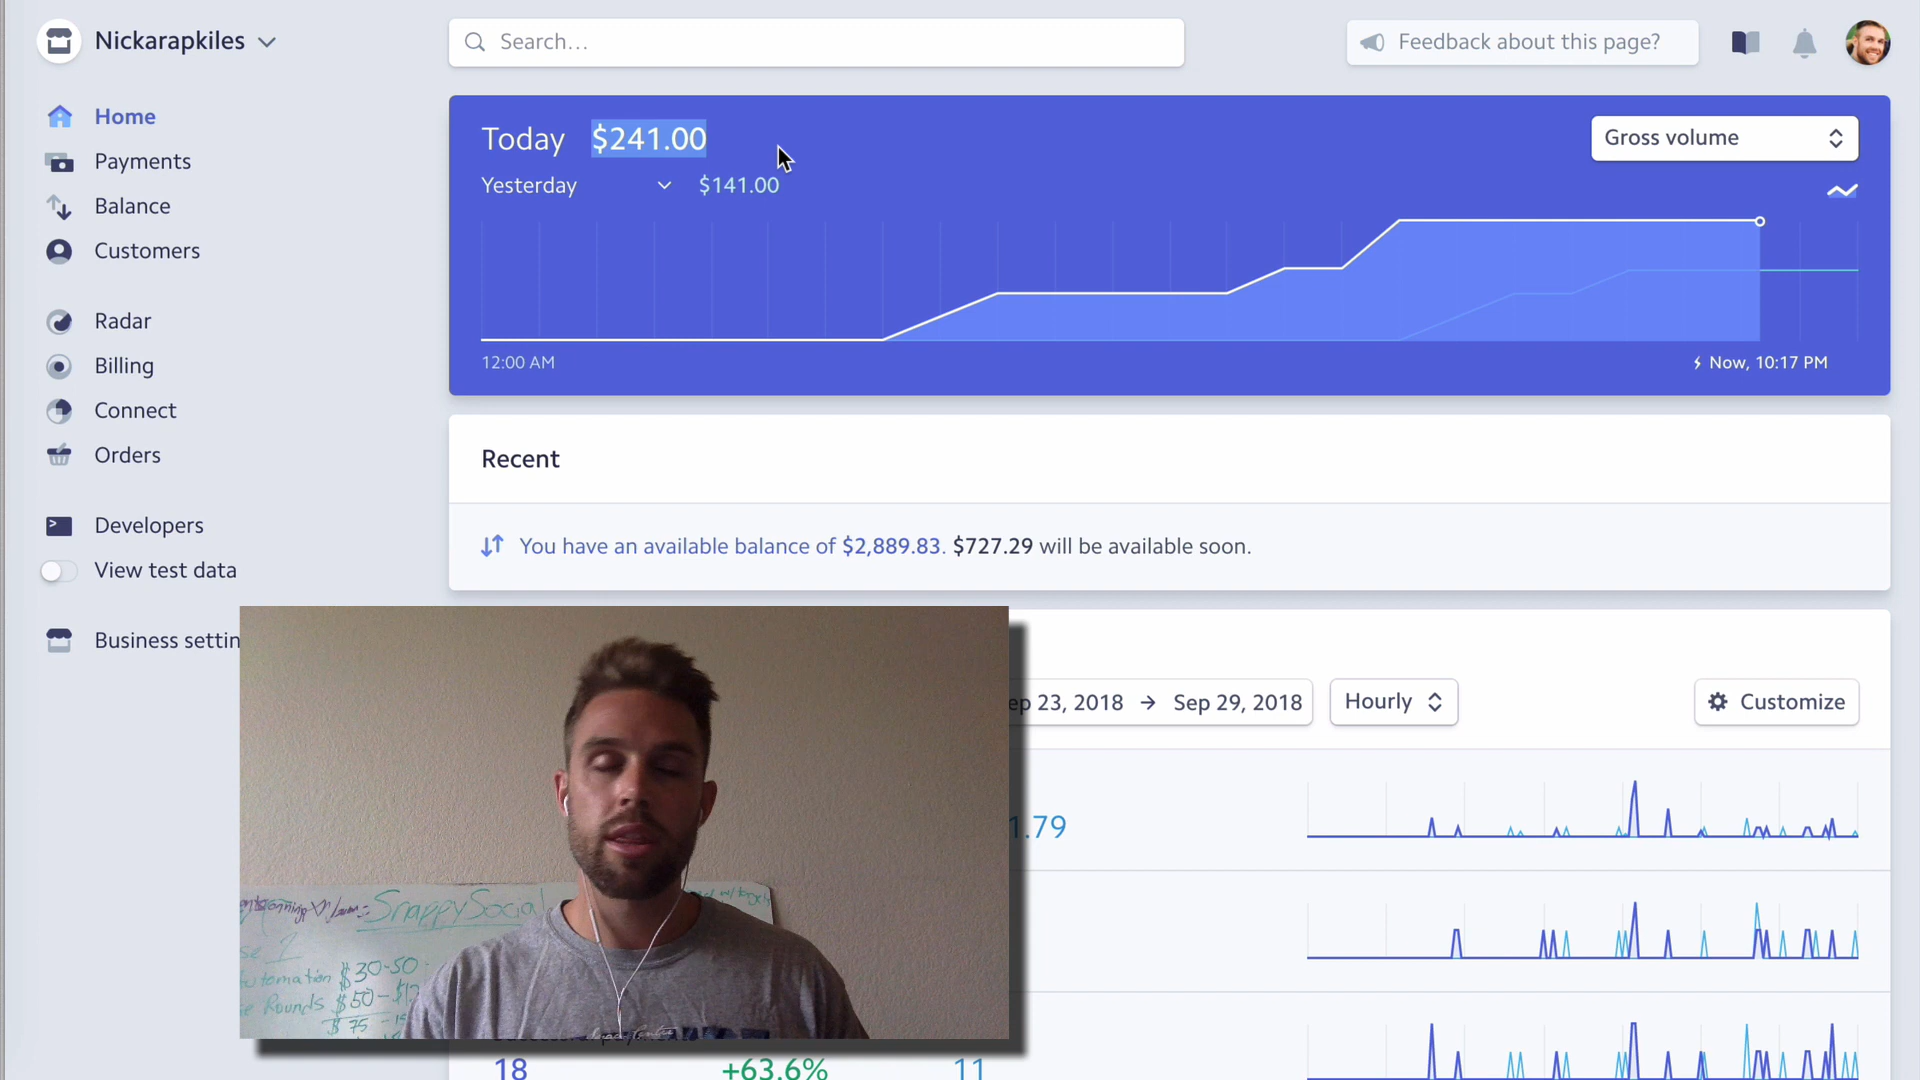 Nickarapkiles
Search...
Feedback about this page?
Home
Payments
Balance
Customers
Radar
Billing
Connect
Orders
Developers
View test data
Business settin
Today $241.00
Gross volume
Yesterday $141.00
12:00 AM
Now, 10:17 PM
Recent
You have an available balance of $2,889.83. $727.29 will be available soon.
ep 23, 2018 → Sep 29, 2018
Hourly
Customize
1.79
SnappySocial
utomation $30-50
Rounds $50-
$75
18 +63.6% 11